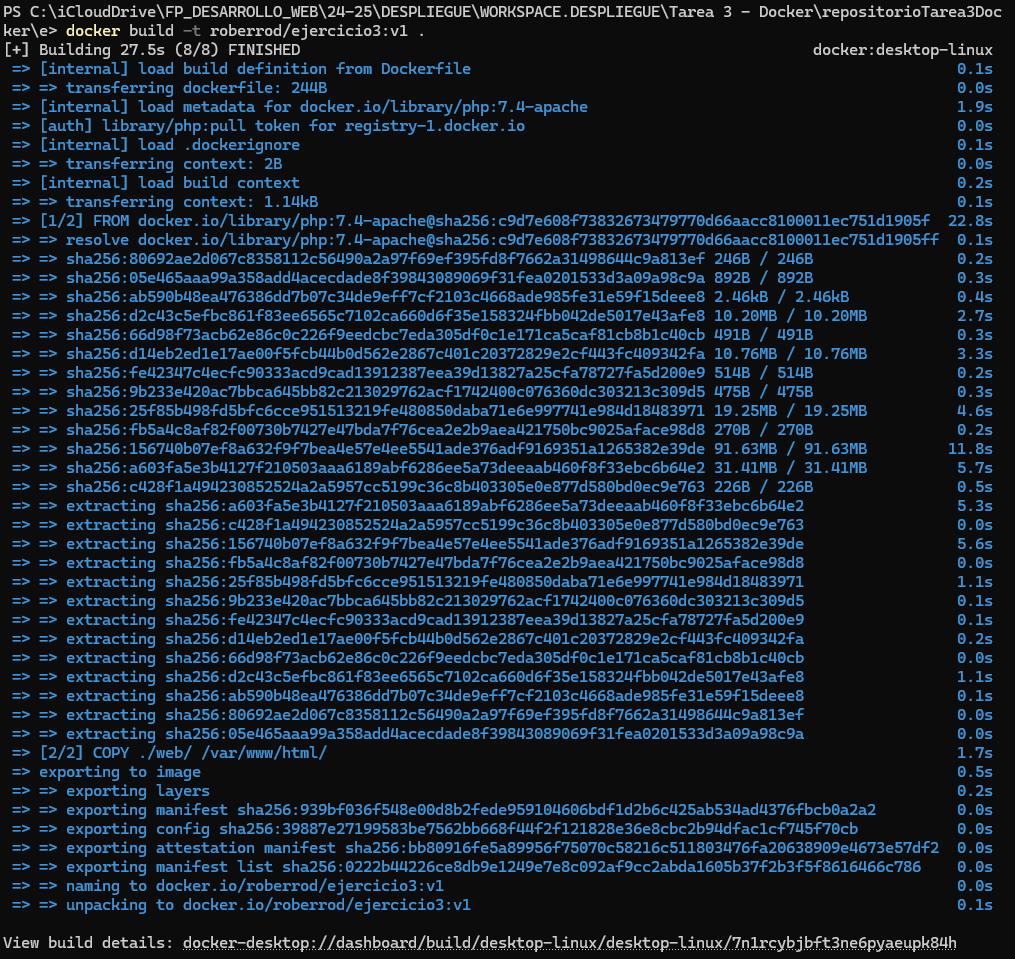 PS C:\iCloudDrive\FP_DESARROLLO_WEB\24-25\DESPLIEGUE\WORKSPACE.DESPLIEGUE\Tarea 3 - Docker\repositorioTarea3Doc
ker\e> docker build -t roberrod/ejercicio3:v1 .
[+] Building 27.5s (8/8) FINISHED docker:desktop-linux
=> [internal] load build definition from Dockerfile 0.1s
=> => transferring dockerfile: 244B 0.0s
=> [internal] load metadata for docker.io/library/php:7.4-apache 1.9s
=> [auth] library/php:pull token for registry-1.docker.io 0.0s
=> [internal] load .dockerignore 0.1s
=> => transferring context: 2B 0.0s
=> [internal] load build context 0.2s
=> => transferring context: 1.14kB 0.1s
=> [1/2] FROM docker.io/library/php:7.4-apache@sha256:c9d7e608f73832673479770d66aacc8100011ec751d1905f 22.8s
=> => resolve docker.io/library/php:7.4-apache@sha256:c9d7e608f73832673479770d66aacc8100011ec751d1905ff 0.1s
=> => sha256:80692ae2d067c8358112c56490a2a97f69ef395fd8f7662a31498644c9a813ef 246B / 246B 0.2s
=> => sha256:05e465aaa99a358add4acecdade8f39843089069f31fea0201533d3a09a98c9a 892B / 892B 0.3s
=> => sha256:ab590b48ea476386dd7b07c34de9eff7cf2103c4668ade985fe31e59f15deee8 2.46kB / 2.46kB 0.4s
=> => sha256:d2c43c5efbc861f83ee6565c7102ca660d6f35e158324fbb042de5017e43afe8 10.20MB / 10.20MB 2.7s
=> => sha256:66d98f73acb62e86c0c226f9eedcbc7eda305df0c1e171ca5caf81cb8b1c40cb 491B / 491B 0.3s
=> => sha256:d14eb2ed1e17ae00f5fcb44b0d562e2867c401c20372829e2cf443fc409342fa 10.76MB / 10.76MB 3.3s
=> => sha256:fe42347c4ecfc90333acd9cad13912387eea39d13827a25cfa78727fa5d200e9 514B / 514B 0.2s
=> => sha256:9b233e420ac7bbca645bb82c213029762acf1742400c076360dc303213c309d5 475B / 475B 0.3s
=> => sha256:25f85b498fd5bfc6cce951513219fe480850daba71e6e997741e984d18483971 19.25MB / 19.25MB 4.6s
=> => sha256:fb5a4c8af82f00730b7427e47bda7f76cea2e2b9aea421750bc9025aface98d8 270B / 270B 0.2s
=> => sha256:156740b07ef8a632f9f7bea4e57e4ee5541ade376adf9169351a1265382e39de 91.63MB / 91.63MB 11.8s
=> => sha256:a603fa5e3b4127f210503aaa6189abf6286ee5a73deeaab460f8f33ebc6b64e2 31.41MB / 31.41MB 5.7s
=> => sha256:c428f1a494230852524a2a5957cc5199c36c8b403305e0e877d580bd0ec9e763 226B / 226B 0.5s
=> => extracting sha256:a603fa5e3b4127f210503aaa6189abf6286ee5a73deeaab460f8f33ebc6b64e2 5.3s
=> => extracting sha256:c428f1a494230852524a2a5957cc5199c36c8b403305e0e877d580bd0ec9e763 0.0s
=> => extracting sha256:156740b07ef8a632f9f7bea4e57e4ee5541ade376adf9169351a1265382e39de 5.6s
=> => extracting sha256:fb5a4c8af82f00730b7427e47bda7f76cea2e2b9aea421750bc9025aface98d8 0.0s
=> => extracting sha256:25f85b498fd5bfc6cce951513219fe480850daba71e6e997741e984d18483971 1.1s
=> => extracting sha256:9b233e420ac7bbca645bb82c213029762acf1742400c076360dc303213c309d5 0.1s
=> => extracting sha256:fe42347c4ecfc90333acd9cad13912387eea39d13827a25cfa78727fa5d200e9 0.1s
=> => extracting sha256:d14eb2ed1e17ae00f5fcb44b0d562e2867c401c20372829e2cf443fc409342fa 0.2s
=> => extracting sha256:66d98f73acb62e86c0c226f9eedcbc7eda305df0c1e171ca5caf81cb8b1c40cb 0.0s
=> => extracting sha256:d2c43c5efbc861f83ee6565c7102ca660d6f35e158324fbb042de5017e43afe8 1.1s
=> => extracting sha256:ab590b48ea476386dd7b07c34de9eff7cf2103c4668ade985fe31e59f15deee8 0.1s
=> => extracting sha256:80692ae2d067c8358112c56490a2a97f69ef395fd8f7662a31498644c9a813ef 0.0s
=> => extracting sha256:05e465aaa99a358add4acecdade8f39843089069f31fea0201533d3a09a98c9a 0.0s
=> [2/2] COPY ./web/ /var/www/html/ 1.7s
=> exporting to image 0.5s
=> => exporting layers 0.2s
=> => exporting manifest sha256:939bf036f548e00d8b2fede959104606bdf1d2b6c425ab534ad4376fbcb0a2a2 0.0s
=> => exporting config sha256:39887e27199583be7562bb668f44f2f121828e36e8cbc2b94dfac1cf745f70cb 0.0s
=> => exporting attestation manifest sha256:bb80916fe5a89956f75070c58216c511803476fa20638909e4673e57df2 0.0s
=> => exporting manifest list sha256:0222b44226ce8db9e1249e7e8c092af9cc2abda1605b37f2b3f5f8616466c786 0.0s
=> => naming to docker.io/roberrod/ejercicio3:v1 0.0s
=> => unpacking to docker.io/roberrod/ejercicio3:v1 0.1s
View build details: docker-desktop://dashboard/build/desktop-linux/desktop-linux/7n1rcybjbft3ne6pyaeupk84h